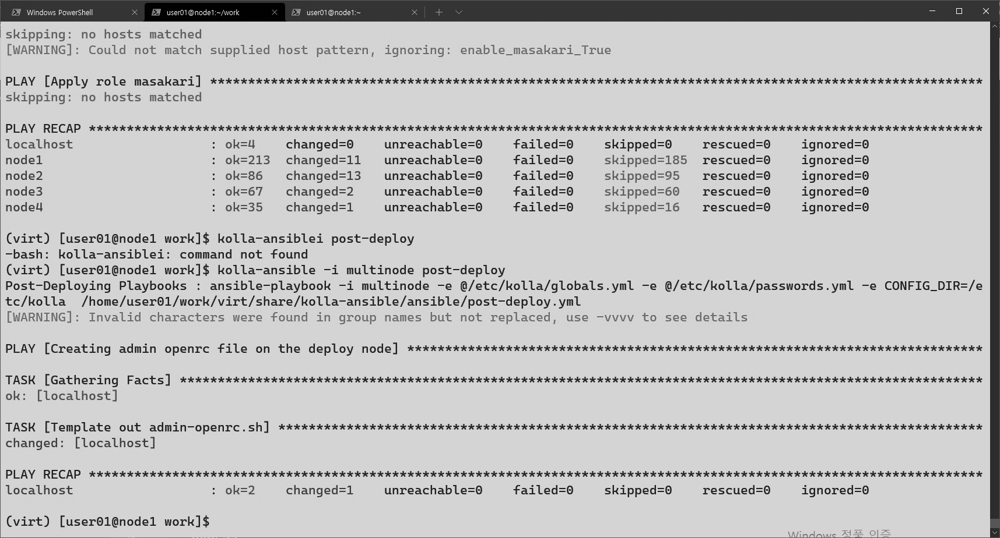 Windows PowerShell
user01@node1:~/work
user01@node1:~
skipping: no hosts matched
[WARNING]: Could not match supplied host pattern, ignoring: enable_masakari_True
PLAY [Apply role masakari] ******************************************************************************************************
skipping: no hosts matched
PLAY RECAP **********************************************************************************************************************
localhost                  : ok=4    changed=0    unreachable=0    failed=0    skipped=0    rescued=0    ignored=0
node1                      : ok=213  changed=11   unreachable=0    failed=0    skipped=185  rescued=0    ignored=0
node2                      : ok=86   changed=13   unreachable=0    failed=0    skipped=95   rescued=0    ignored=0
node3                      : ok=67   changed=2    unreachable=0    failed=0    skipped=60   rescued=0    ignored=0
node4                      : ok=35   changed=1    unreachable=0    failed=0    skipped=16   rescued=0    ignored=0
(virt) [user01@node1 work]$ kolla-ansiblei post-deploy
-bash: kolla-ansiblei: command not found
(virt) [user01@node1 work]$ kolla-ansible -i multinode post-deploy
Post-Deploying Playbooks : ansible-playbook -i multinode -e @/etc/kolla/globals.yml -e @/etc/kolla/passwords.yml -e CONFIG_DIR=/e
tc/kolla  /home/user01/work/virt/share/kolla-ansible/ansible/post-deploy.yml
[WARNING]: Invalid characters were found in group names but not replaced, use -vvvv to see details
PLAY [Creating admin openrc file on the deploy node] ****************************************************************************
TASK [Gathering Facts] **********************************************************************************************************
ok: [localhost]
TASK [Template out admin-openrc.sh] *********************************************************************************************
changed: [localhost]
PLAY RECAP **********************************************************************************************************************
localhost                  : ok=2    changed=1    unreachable=0    failed=0    skipped=0    rescued=0    ignored=0
(virt) [user01@node1 work]$
Windows 정품 인증